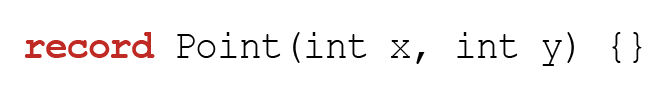 record Point(int x, int y) {}